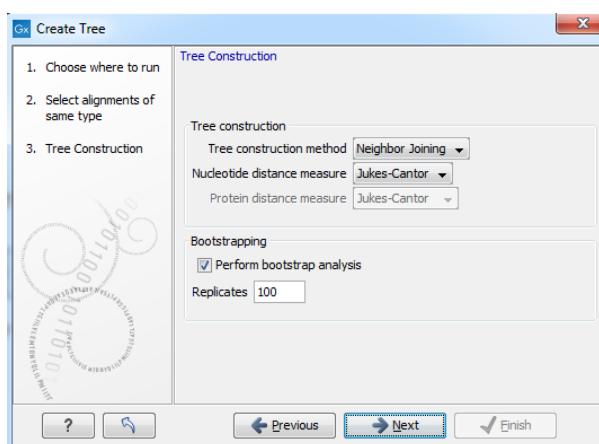 Gx Create Tree
1. Choose where to run
2. Select alignments of
same type
3. Tree Construction
Tree Construction
Tree construction
Tree construction method Neighbor Joining
Nucleotide distance measure Jukes-Cantor
Protein distance measure Jukes-Cantor
Bootstrapping
Perform bootstrap analysis
Replicates 100
? Previous Next Finish